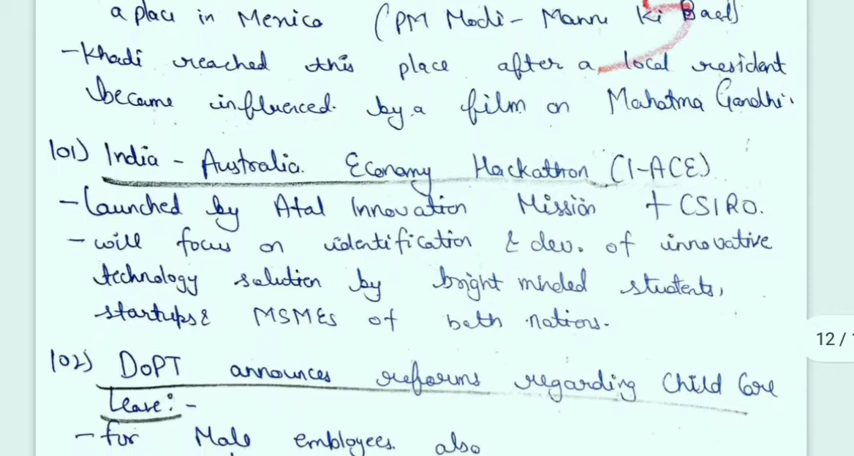 a place in Mexico (PM Modi - Mann Ki Baat)
- Khadi reached this place after a local resident
became influenced by a film on Mahatma Gandhi.
101) India - Australia Economy Hackathon (I-ACE)
- Launched by Atal Innovation Mission + CSIRO.
- will focus on identification & dev. of innovative
technology solution by bright minded students,
startups & MSMEs of both nations.
12/
102) DoPT announces reforms regarding Child Care
Leave:-
- for Male employees also